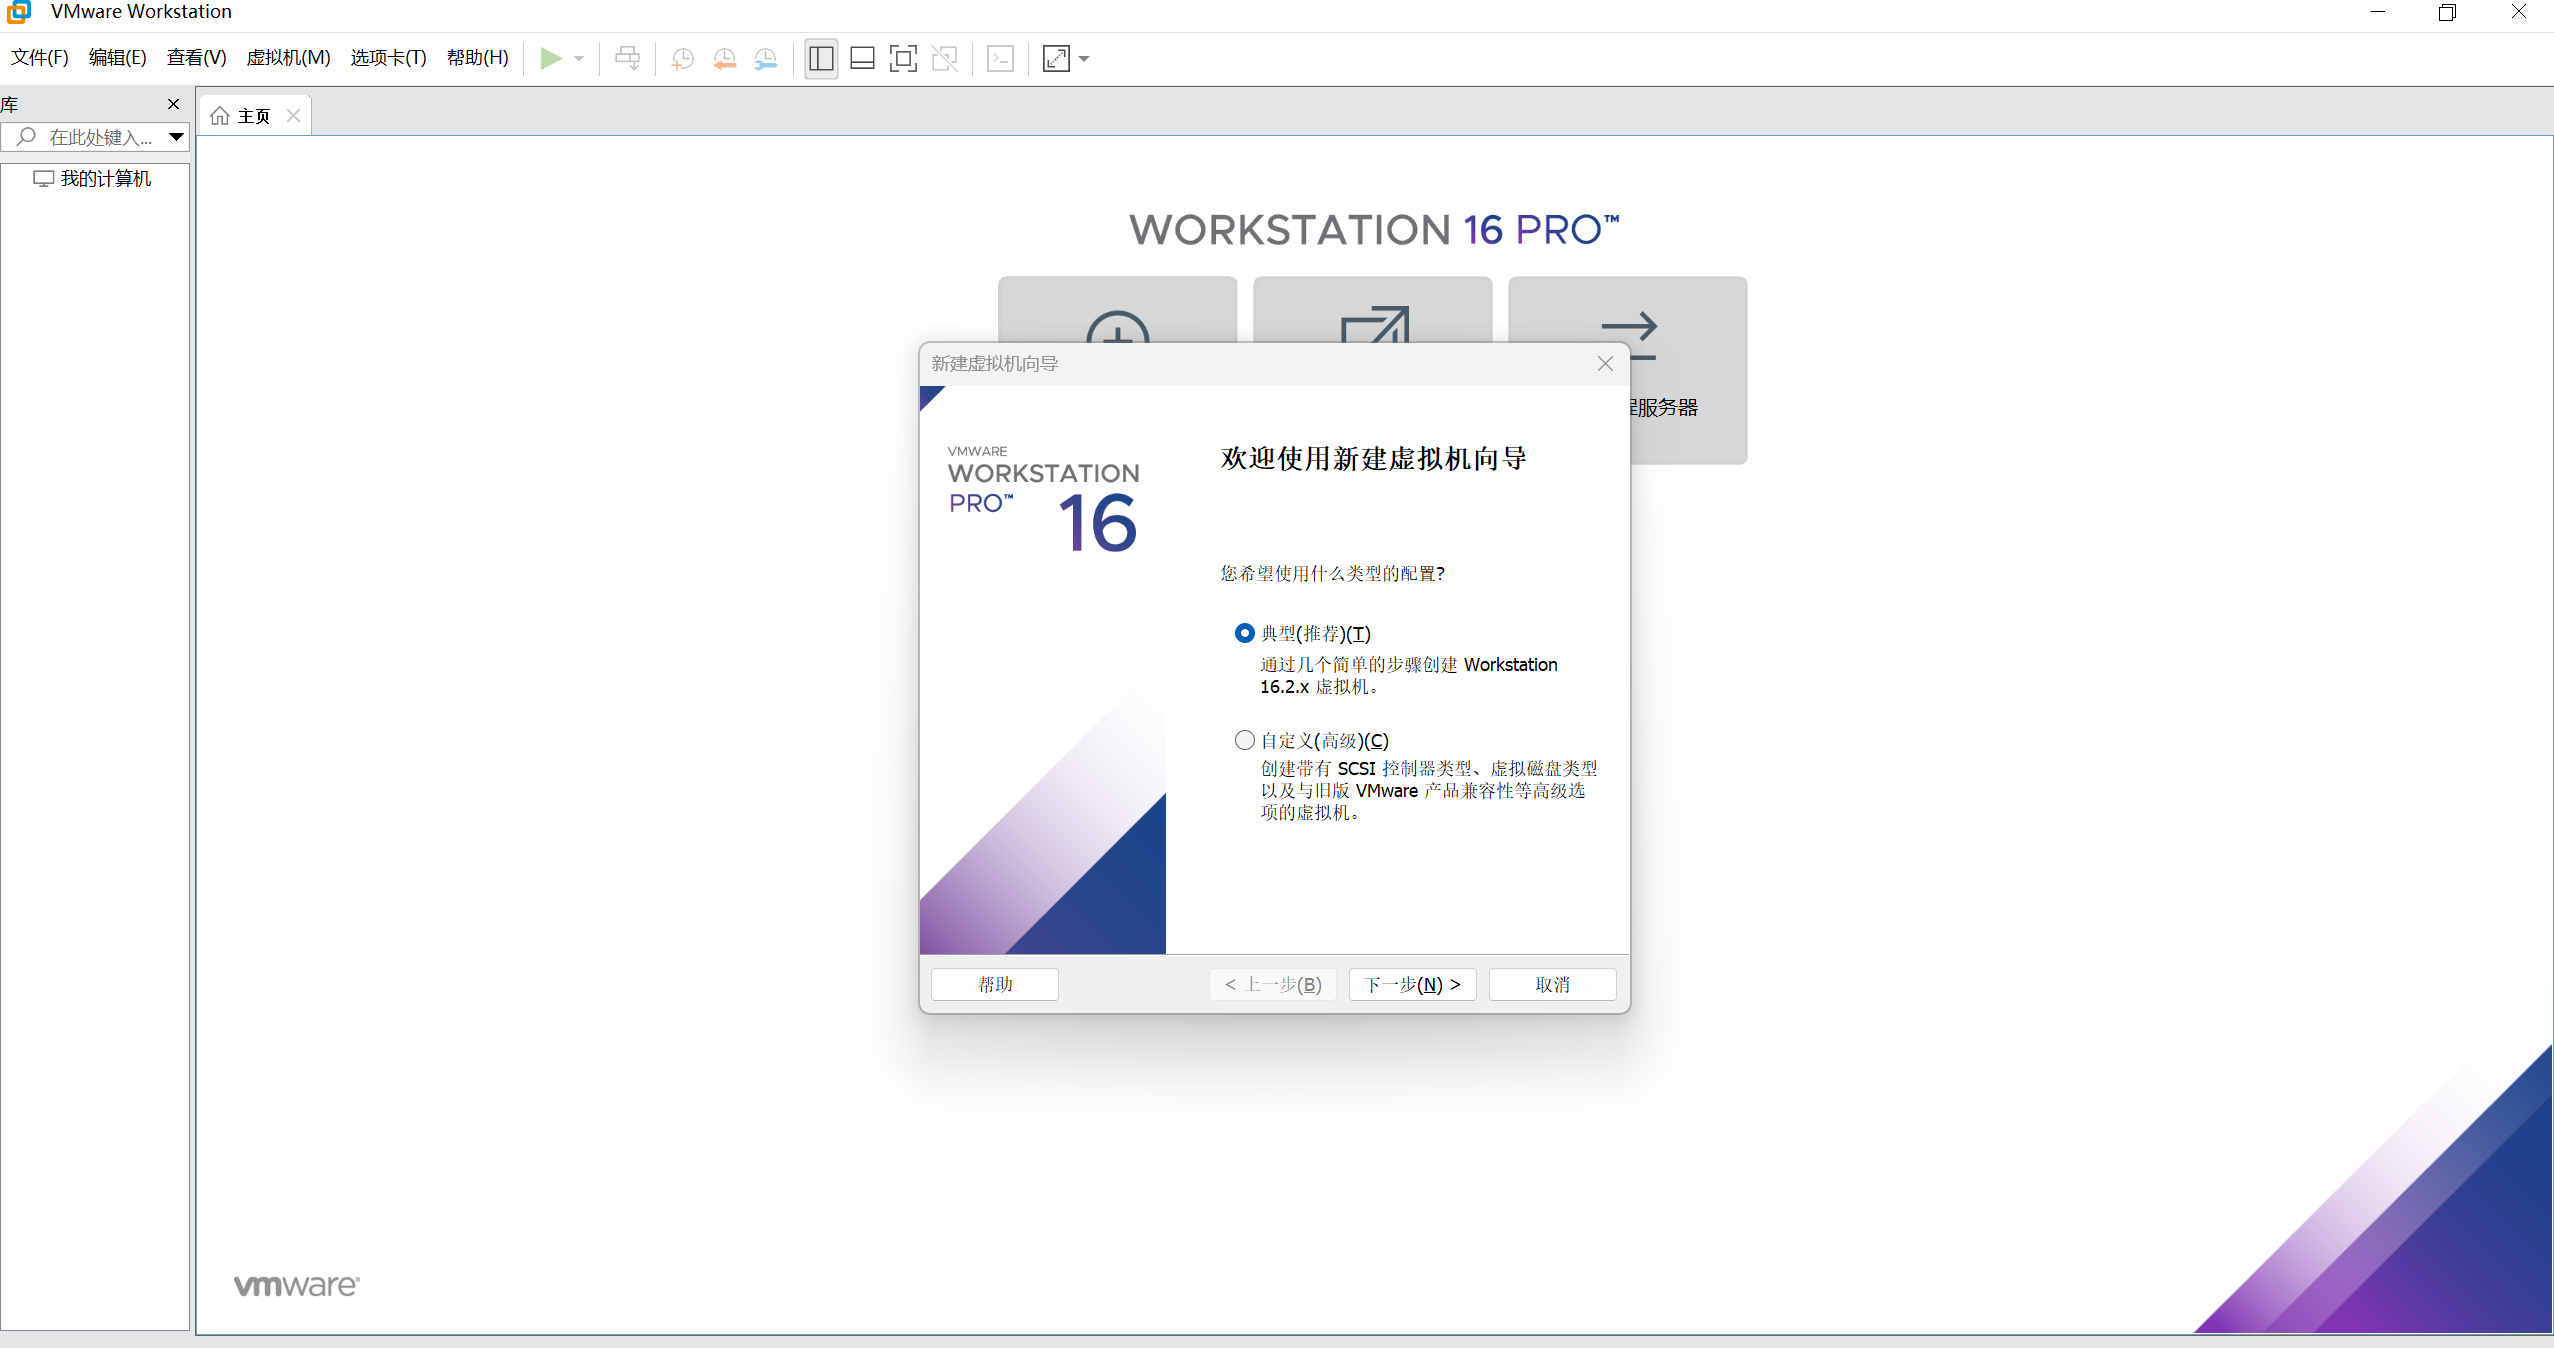 VMware Workstation
文件(F) 编辑(E) 查看(V) 虚拟机(M) 选项卡(T) 帮助(H)
库
主页
在此处键入...
我的计算机
WORKSTATION 16 PRO™
新建虚拟机向导
服务器
VMWARE
WORKSTATION
PRO™ 16
欢迎使用新建虚拟机向导
您希望使用什么类型的配置?
典型(推荐)(T)
通过几个简单的步骤创建 Workstation
16.2.x 虚拟机。
自定义(高级)(C)
创建带有 SCSI 控制器类型、虚拟磁盘类型
以及与旧版 VMware 产品兼容性等高级选
项的虚拟机。
帮助 < 上一步(B) 下一步(N) > 取消
vmware®